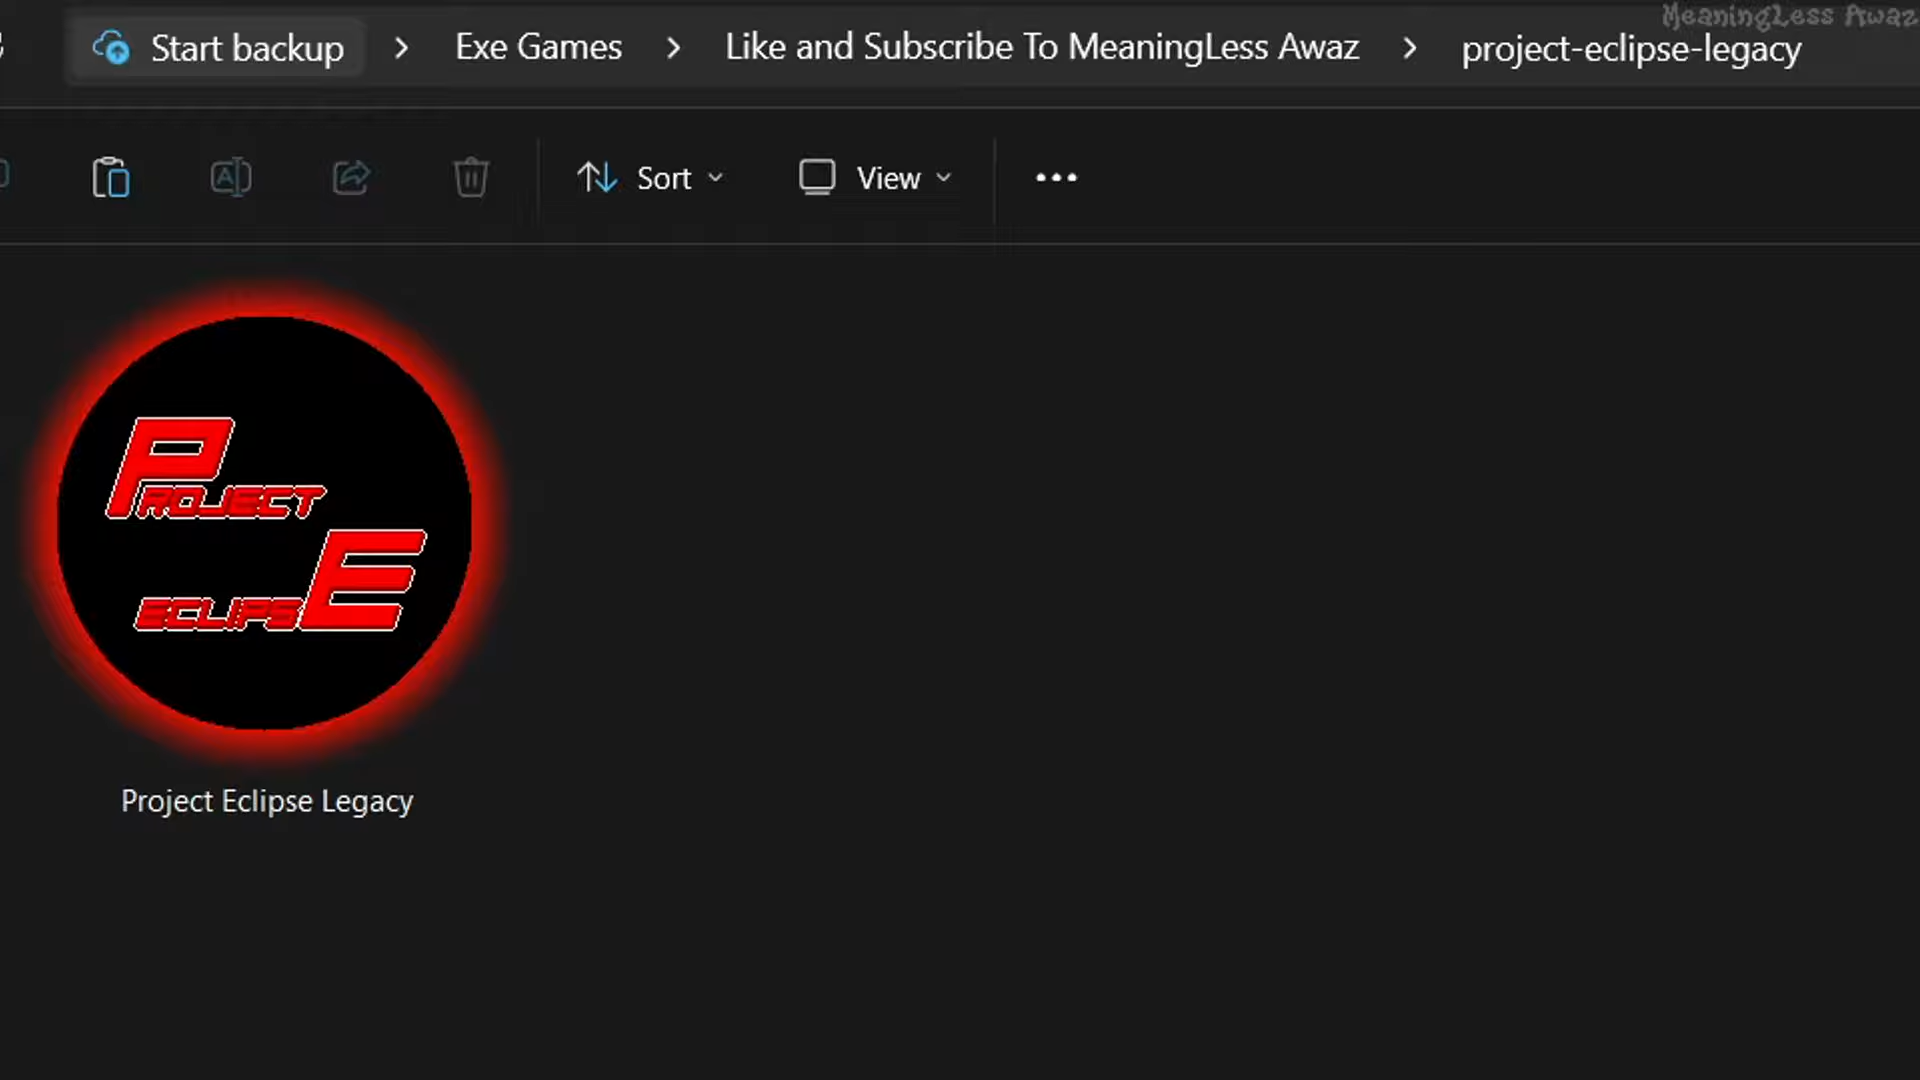 MeaningLess Awaz
Start backup > Exe Games > Like and Subscribe To MeaningLess Awaz > project-eclipse-legacy
Sort View
PROJECT
ECLIPSE
Project Eclipse Legacy